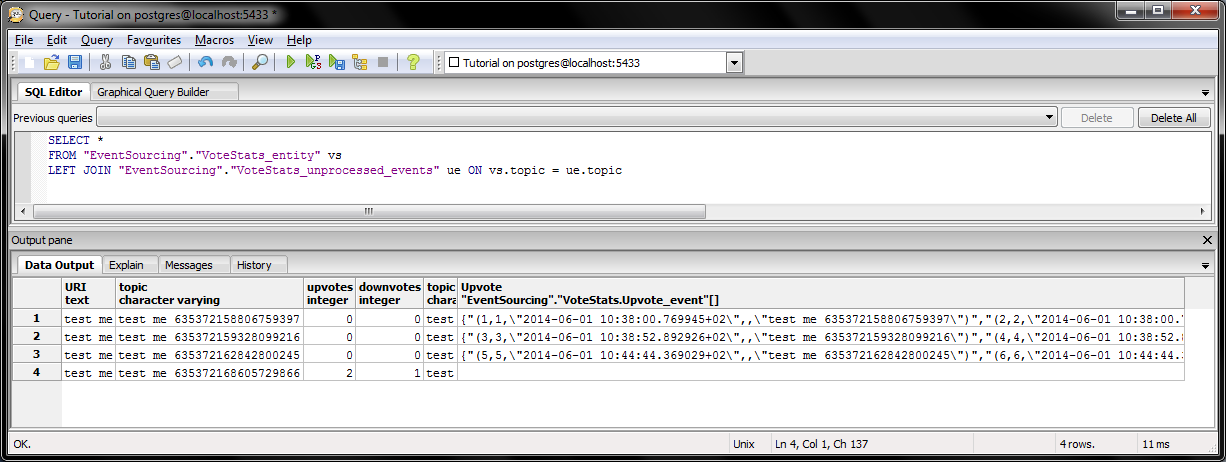 Query - Tutorial on postgres@localhost:5433 *
File Edit Query Favourites Macros View Help
Tutorial on postgres@localhost:5433
SQL Editor Graphical Query Builder
Previous queries Delete Delete All
SELECT *
FROM "EventSourcing"."VoteStats_entity" vs
LEFT JOIN "EventSourcing"."VoteStats_unprocessed_events" ue ON vs.topic = ue.topic
Output pane
Data Output Explain Messages History
URI topic upvotes downvotes topic Upvote
text character varying integer integer chara "EventSourcing"."VoteStats.Upvote_event"[]
1 test me test me 635372158806759397 0 0 test {"(1,1,\"2014-06-01 10:38:00.769945+02\",,\"test me 635372158806759397\")","(2,2,\"2014-06-01 10:38:00.
2 test me test me 635372159328099216 0 0 test {"(3,3,\"2014-06-01 10:38:52.892926+02\",,\"test me 635372159328099216\")","(4,4,\"2014-06-01 10:38:52.
3 test me test me 635372162842800245 0 0 test {"(5,5,\"2014-06-01 10:44:44.369029+02\",,\"test me 635372162842800245\")","(6,6,\"2014-06-01 10:44:44.
4 test me test me 635372168605729866 2 1 test
OK. Unix Ln 4, Col 1, Ch 137 4 rows. 11 ms